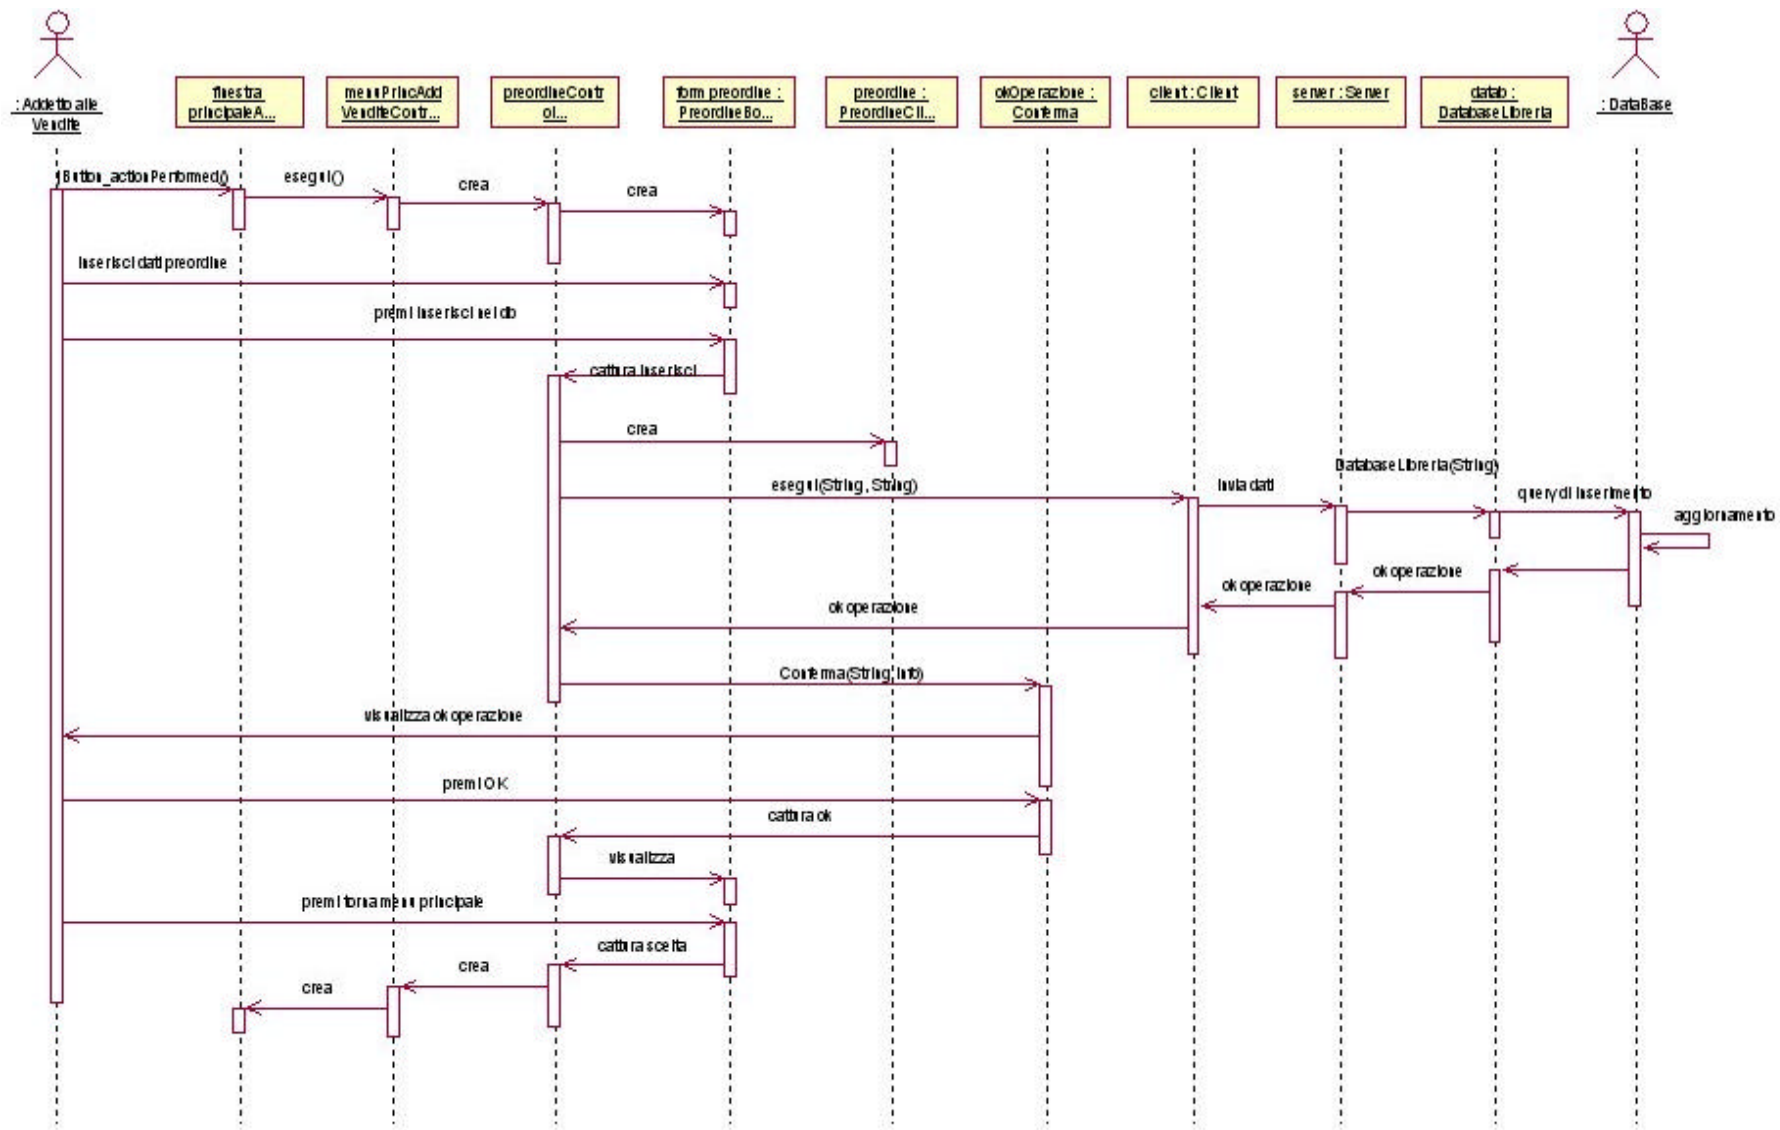 : Addetto alle
Vendite
finestra
principaleA...
menuPrincAdd
VenditeContr...
preordineContr
ol...
form preordine :
PreordineBo...
preordine :
PreordineCli...
okOperazione :
Conferma
client : Client
server : Server
datab :
DatabaseLibreria
: DataBase
jButton_actionPerformed()
esegui()
crea
crea
inserisci dati preordine
premi inserisci nel db
cattura inserisci
crea
DatabaseLibreria(String)
esegui(String, String)
invia dati
query di inserimento
aggiornamento
ok operazione
ok operazione
ok operazione
Conferma(String, Info)
visualizza ok operazione
premi OK
cattura ok
visualizza
premi torna menu principale
cattura scelta
crea
crea